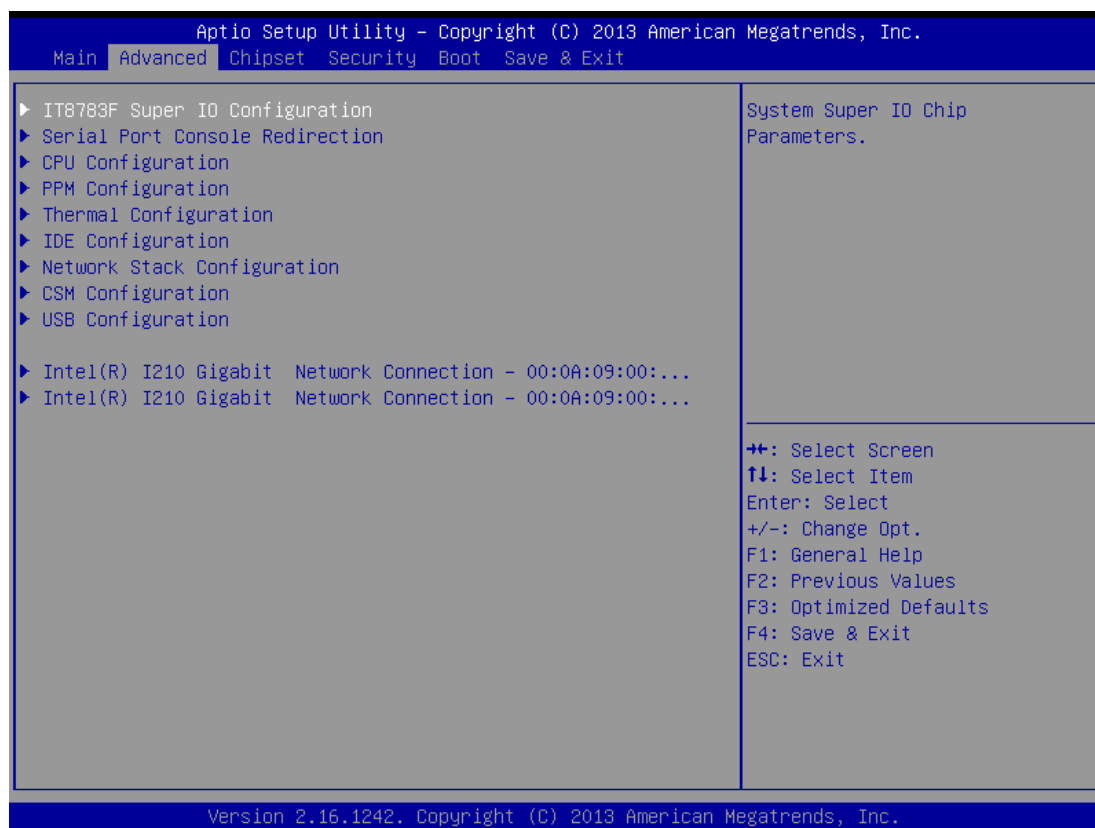 Aptio Setup Utility – Copyright (C) 2013 American Megatrends, Inc.
Main Advanced Chipset Security Boot Save & Exit
IT8783F Super IO Configuration
Serial Port Console Redirection
CPU Configuration
PPM Configuration
Thermal Configuration
IDE Configuration
Network Stack Configuration
CSM Configuration
USB Configuration
Intel(R) I210 Gigabit  Network Connection – 00:0A:09:00:...
Intel(R) I210 Gigabit  Network Connection – 00:0A:09:00:...
System Super IO Chip
Parameters.
→←: Select Screen
↑↓: Select Item
Enter: Select
+/-: Change Opt.
F1: General Help
F2: Previous Values
F3: Optimized Defaults
F4: Save & Exit
ESC: Exit
Version 2.16.1242. Copyright (C) 2013 American Megatrends, Inc.